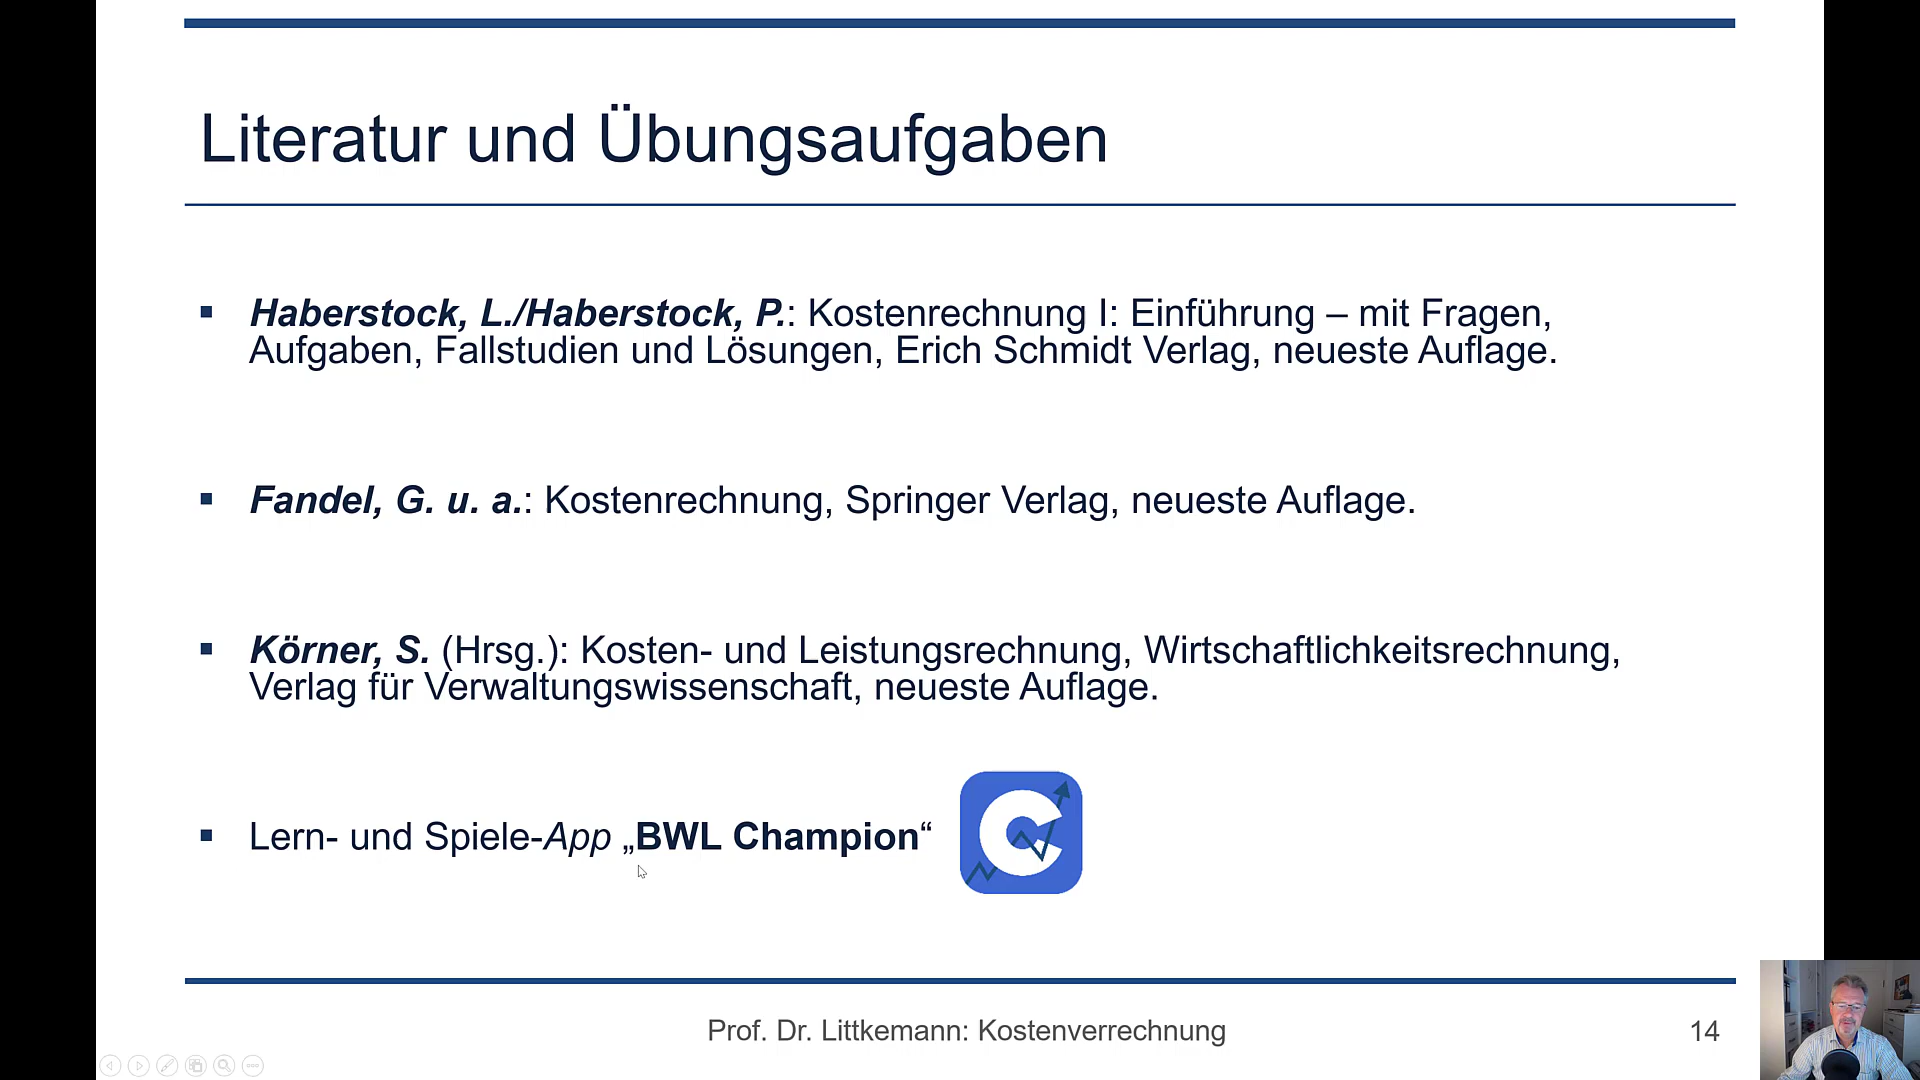 Literatur und Übungsaufgaben
▪ Haberstock, L./Haberstock, P.: Kostenrechnung I: Einführung – mit Fragen,
Aufgaben, Fallstudien und Lösungen, Erich Schmidt Verlag, neueste Auflage.
▪ Fandel, G. u. a.: Kostenrechnung, Springer Verlag, neueste Auflage.
▪ Körner, S. (Hrsg.): Kosten- und Leistungsrechnung, Wirtschaftlichkeitsrechnung,
Verlag für Verwaltungswissenschaft, neueste Auflage.
▪ Lern- und Spiele-App „BWL Champion“
C
Prof. Dr. Littkemann: Kostenverrechnung
14